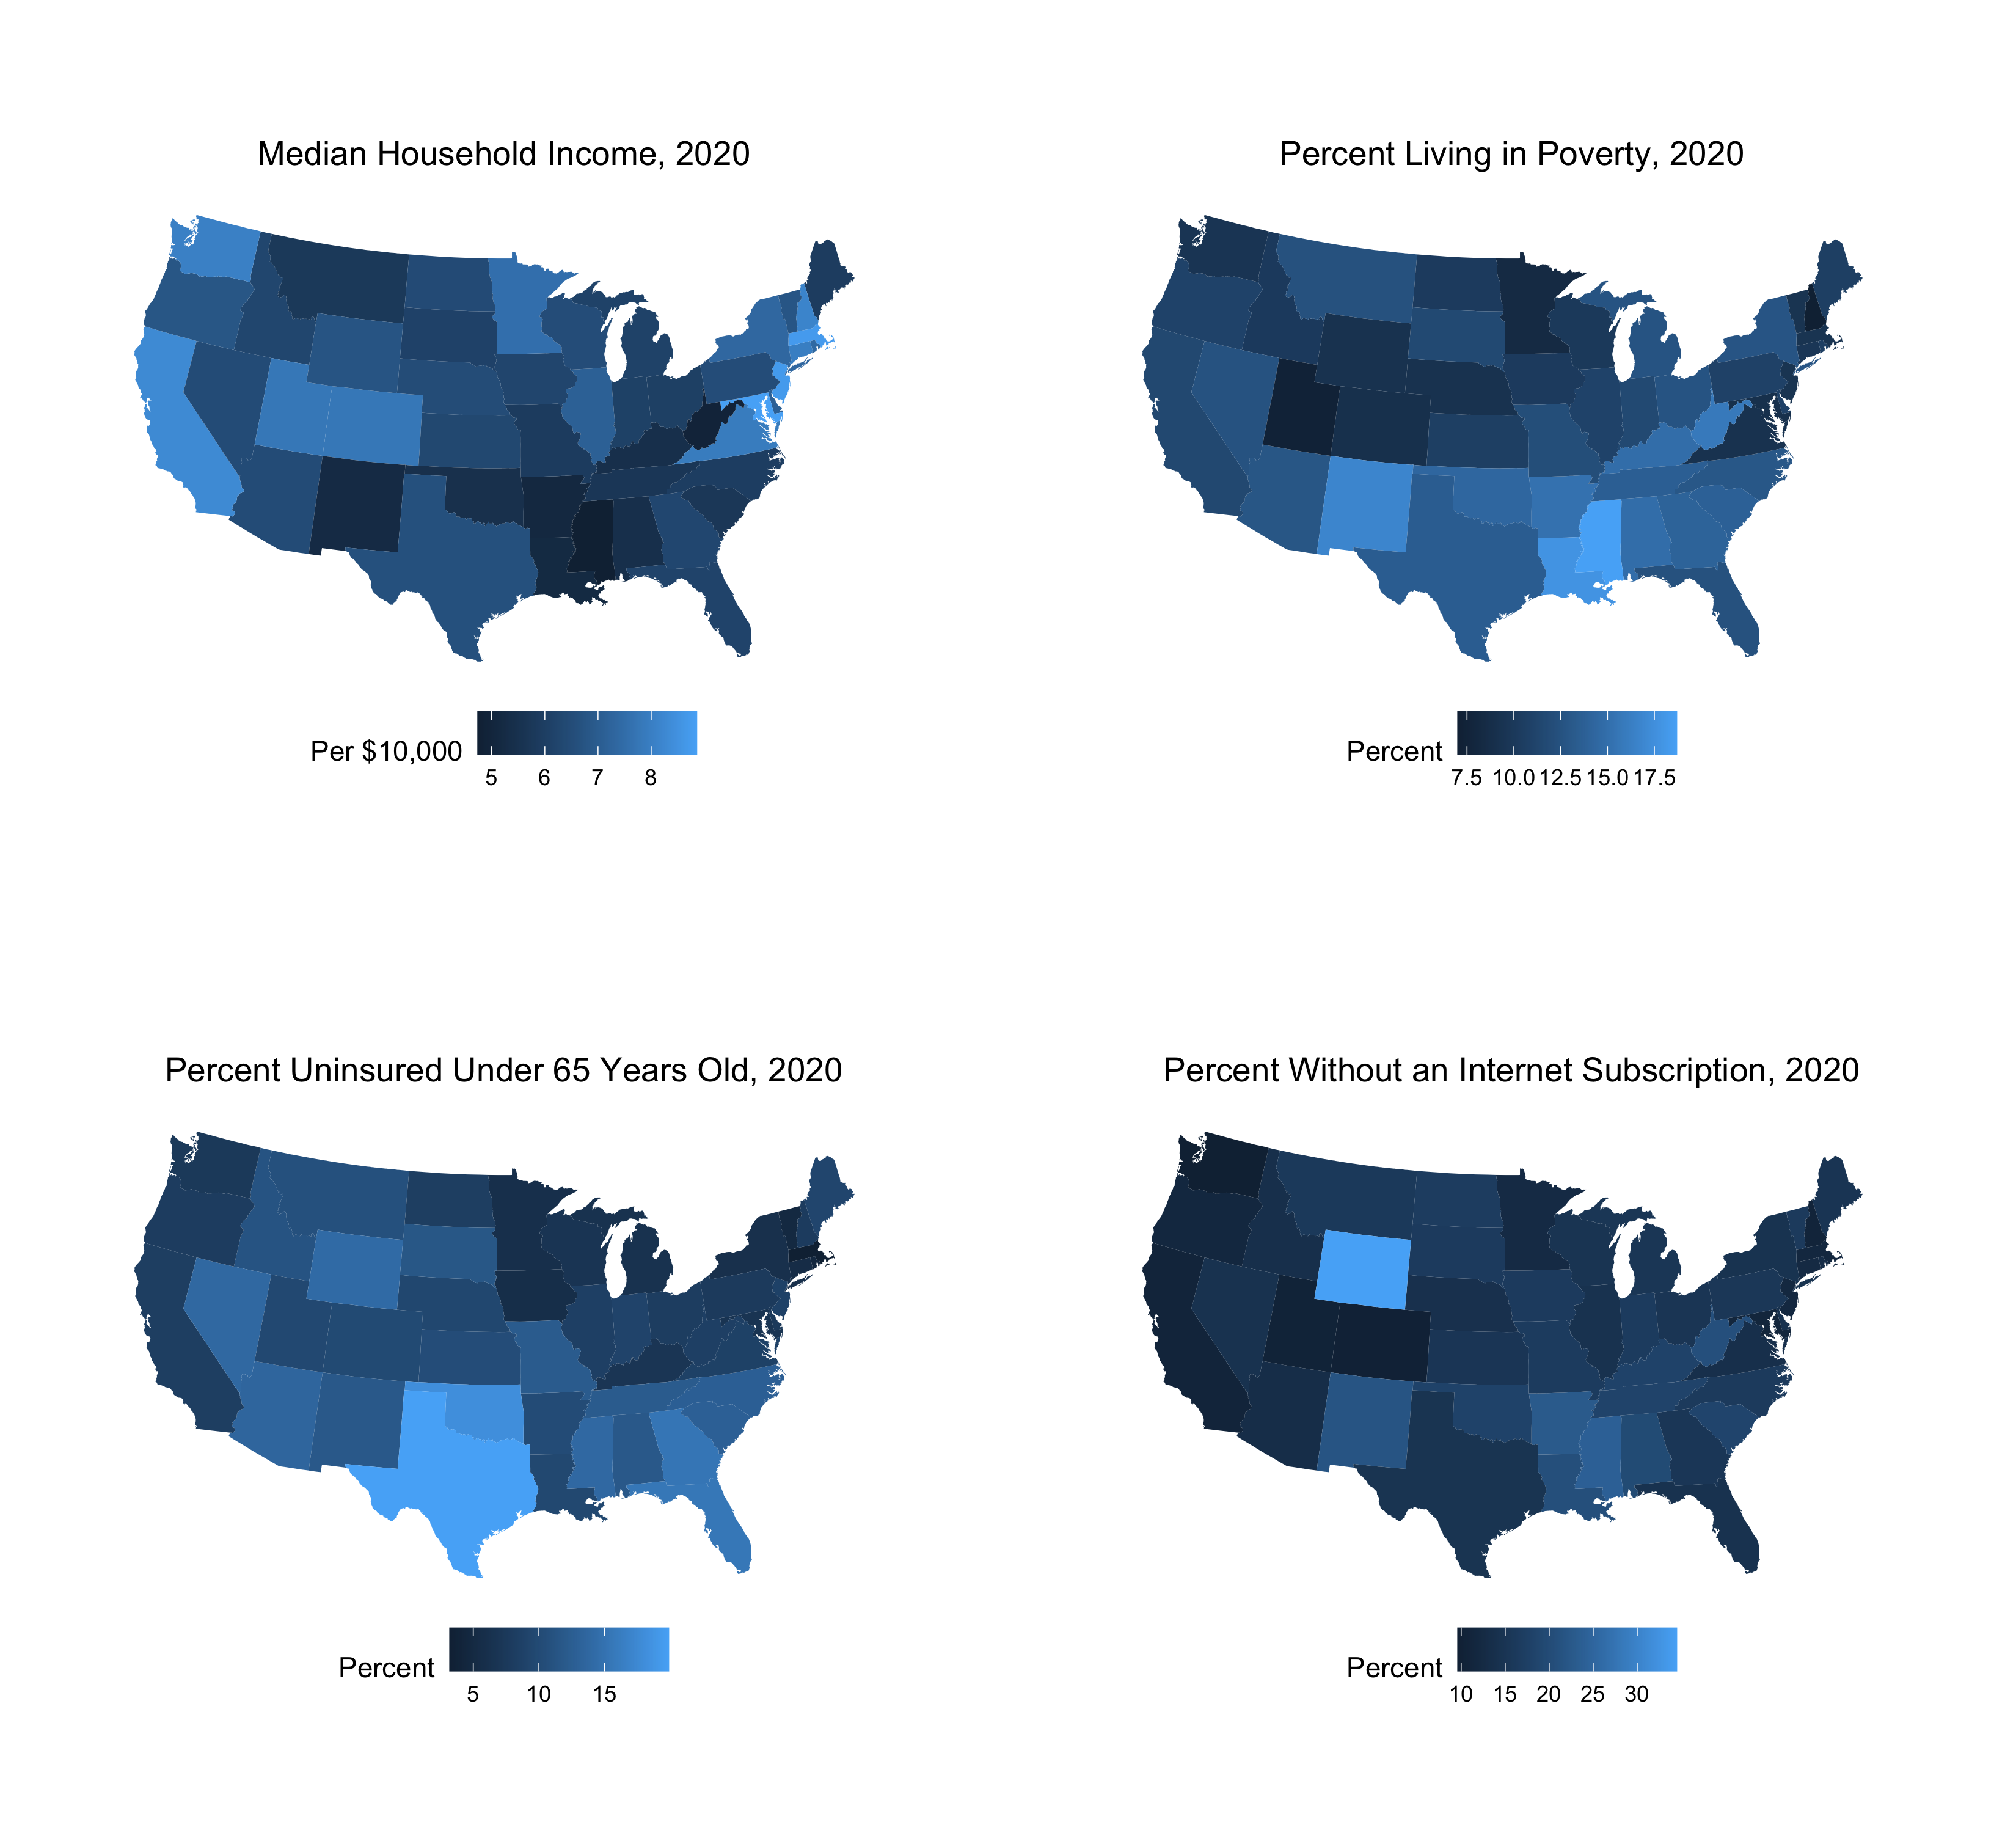 Median Household Income, 2020
Per $10,000
5 6 7 8
Percent Living in Poverty, 2020
Percent
7.5 10.0 12.5 15.0 17.5
Percent Uninsured Under 65 Years Old, 2020
Percent
5 10 15
Percent Without an Internet Subscription, 2020
Percent
10 15 20 25 30